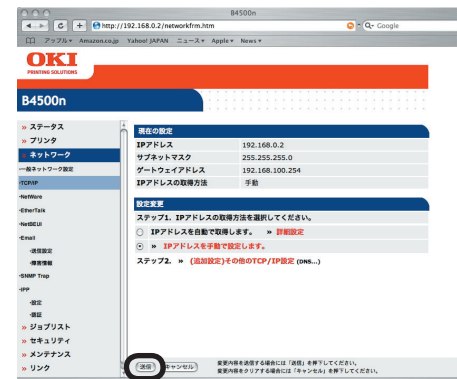 B4500n
http://192.168.0.2/networkfrm.htm
Q- Google
アップル▼ Amazon.co.jp Yahoo! JAPAN ニュース▼ Apple▼ News▼
OKI
PRINTING SOLUTIONS
B4500n
» ステータス
» プリンタ
» ネットワーク
一般ネットワーク設定
・TCP/IP
・NetWare
・EtherTalk
・NetBEUI
・Email
・送信設定
・障害情報
・SNMP Trap
・IPP
・設定
・認証
» ジョブリスト
» セキュリティ
» メンテナンス
» リンク
現在の設定
IPアドレス 192.168.0.2
サブネットマスク 255.255.255.0
ゲートウェイアドレス 192.168.100.254
IPアドレスの取得方法 手動
設定変更
ステップ1. IPアドレスの取得方法を選択してください。
IPアドレスを自動で取得します。 » 詳細設定
» IPアドレスを手動で設定します。
ステップ2. » (追加設定)その他のTCP/IP設定 (DNS...)
送信 キャンセル
変更内容を送信する場合には「送信」を押下してください。
変更内容をクリアする場合には「キャンセル」を押下してください。